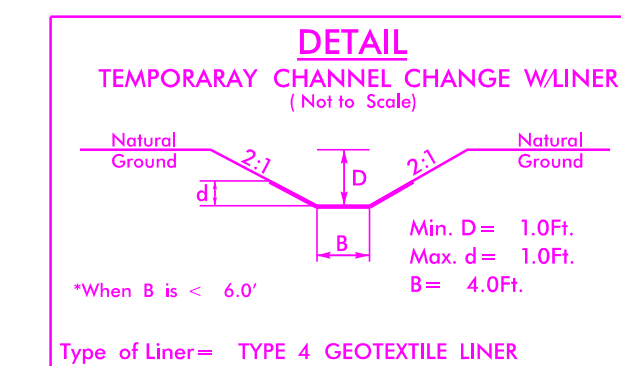 DETAIL
TEMPORARAY CHANNEL CHANGE W/LINER
( Not to Scale)
Natural
Ground
2:1
D
2:1
Natural
Ground
d
B
Min. D= 1.0Ft.
Max. d= 1.0Ft.
B= 4.0Ft.
*When B is < 6.0'
Type of Liner= TYPE 4 GEOTEXTILE LINER